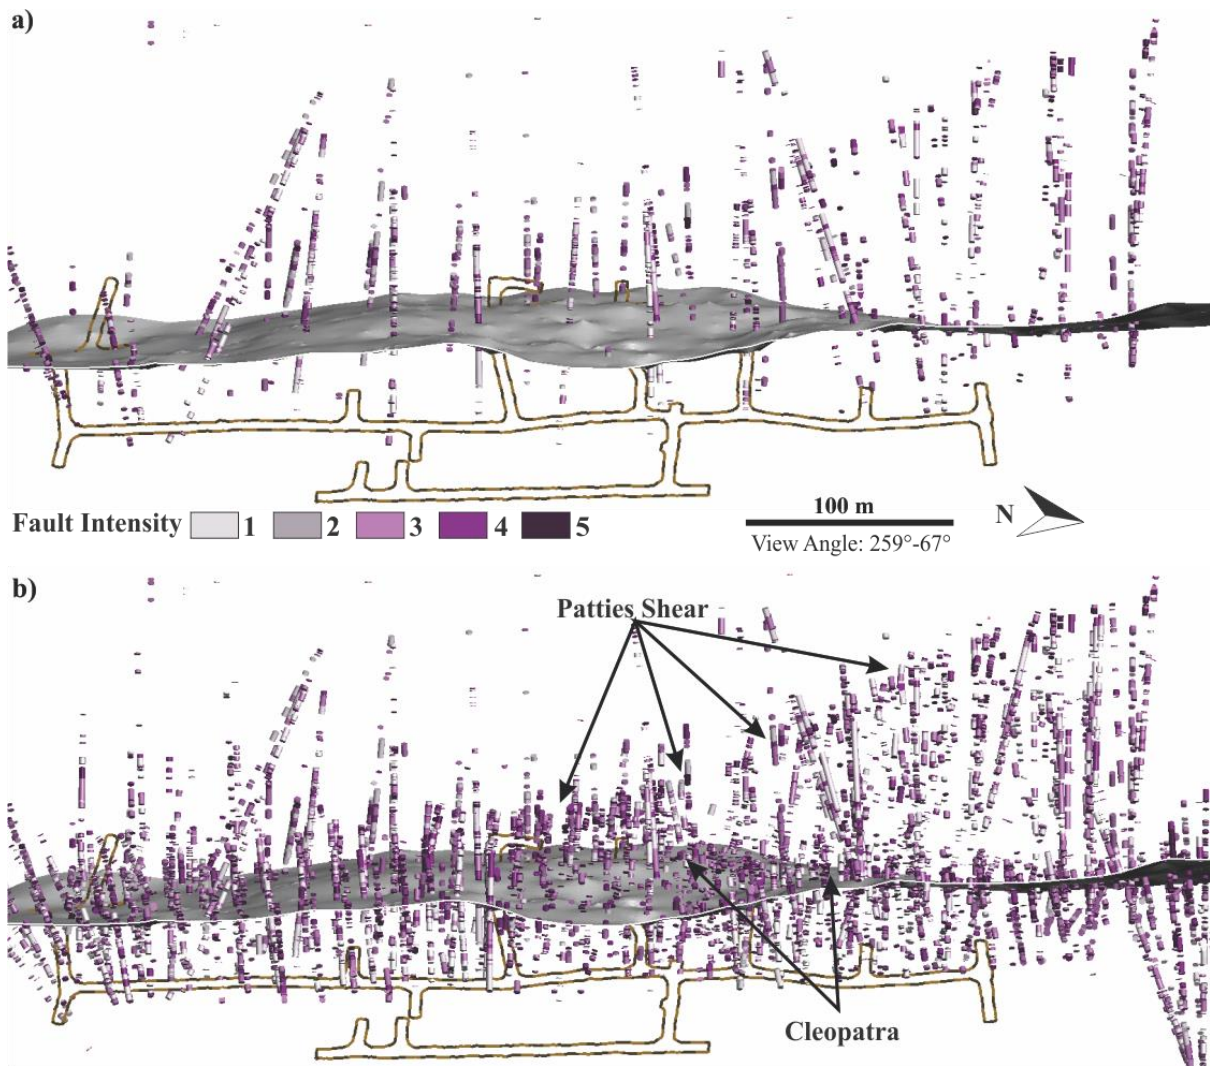 a)
Fault Intensity 1 2 3 4 5
100 m
View Angle: 259°-67°
N
b)
Patties Shear
Cleopatra